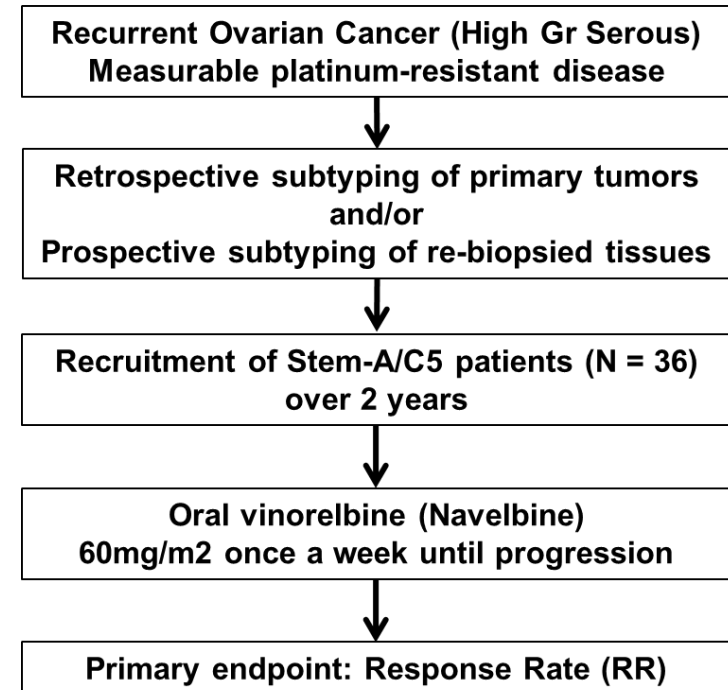 Recurrent Ovarian Cancer (High Gr Serous)
Measurable platinum-resistant disease
Retrospective subtyping of primary tumors
and/or
Prospective subtyping of re-biopsied tissues
Recruitment of Stem-A/C5 patients (N = 36)
over 2 years
Oral vinorelbine (Navelbine)
60mg/m2 once a week until progression
Primary endpoint: Response Rate (RR)